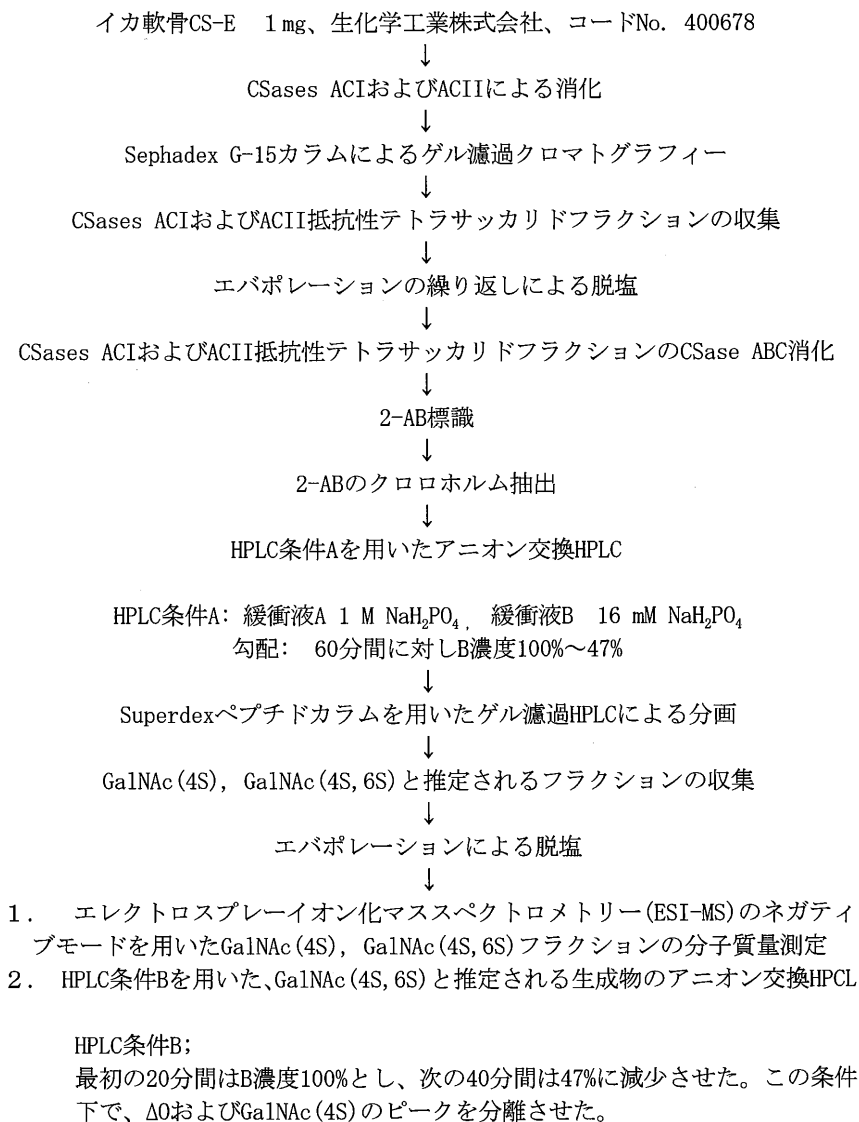 イカ軟骨CS-E　1mg、生化学工業株式会社、コードNo. 400678
↓
CSases ACIおよびACIIによる消化
↓
Sephadex G-15カラムによるゲル濾過クロマトグラフィー
↓
CSases ACIおよびACII抵抗性テトラサッカリドフラクションの収集
↓
エバポレーションの繰り返しによる脱塩
↓
CSases ACIおよびACII抵抗性テトラサッカリドフラクションのCSase ABC消化
↓
2-AB標識
↓
2-ABのクロロホルム抽出
↓
HPLC条件Aを用いたアニオン交換HPLC
HPLC条件A: 緩衝液A 1 M NaH₂PO₄, 緩衝液B 16 mM NaH₂PO₄
勾配: 60分間に対しB濃度100%～47%
↓
Superdexペプチドカラムを用いたゲル濾過HPLCによる分画
↓
GalNAc(4S), GalNAc(4S,6S)と推定されるフラクションの収集
↓
エバポレーションによる脱塩
↓
1.　エレクトロスプレーイオン化マススペクトロメトリー(ESI-MS)のネガティ
ブモードを用いたGalNAc(4S), GalNAc(4S,6S)フラクションの分子質量測定
2.　HPLC条件Bを用いた、GalNAc(4S,6S)と推定される生成物のアニオン交換HPCL
HPLC条件B;
最初の20分間はB濃度100%とし、次の40分間は47%に減少させた。この条件
下で、Δ0およびGalNAc(4S)のピークを分離させた。